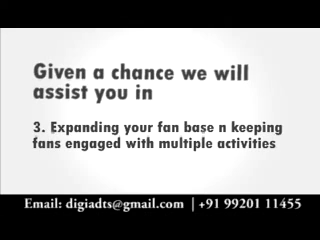 Given a chance we will
assist you in
3. Expanding your fan base n keeping
fans engaged with multiple activities
Email: digiadts@gmail.com | +91 99201 11455